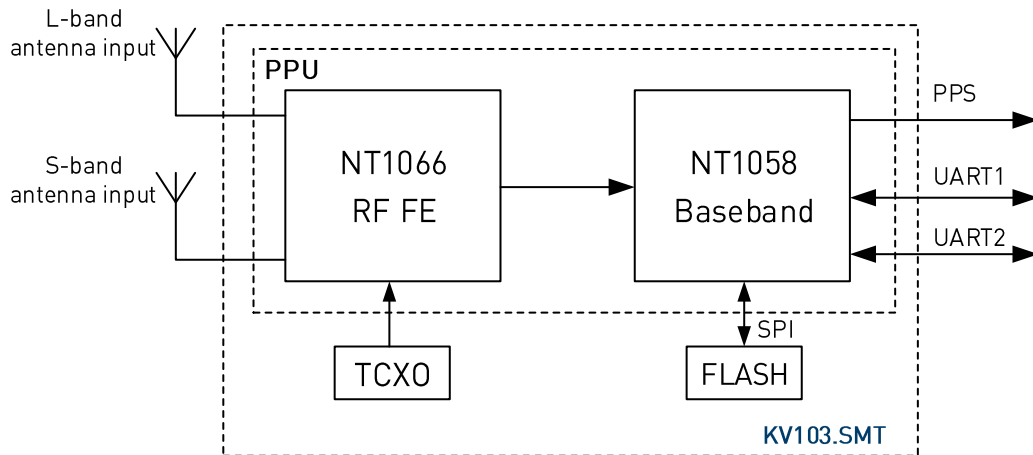 L-band
antenna input
PPU
PPS
NT1066
RF FE
NT1058
Baseband
S-band
antenna input
UART1
UART2
SPI
TCXO
FLASH
KV103.SMT